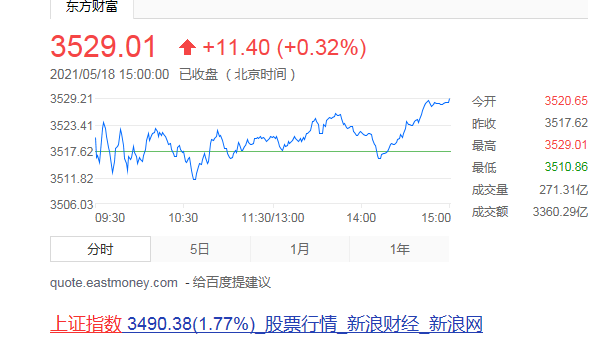 东方财富
3529.01 +11.40 (+0.32%)
2021/05/18 15:00:00 已收盘 ( 北京时间 )
3529.21
3523.41
3517.62
3511.82
3506.03
09:30 10:30 11:30/13:00 14:00 15:00
今开 3520.65
昨收 3517.62
最高 3529.01
最低 3510.86
成交量 271.31亿
成交额 3360.29亿
分时 5日 1月 1年
quote.eastmoney.com - 给百度提建议
上证指数 3490.38(1.77%)_股票行情_新浪财经_新浪网